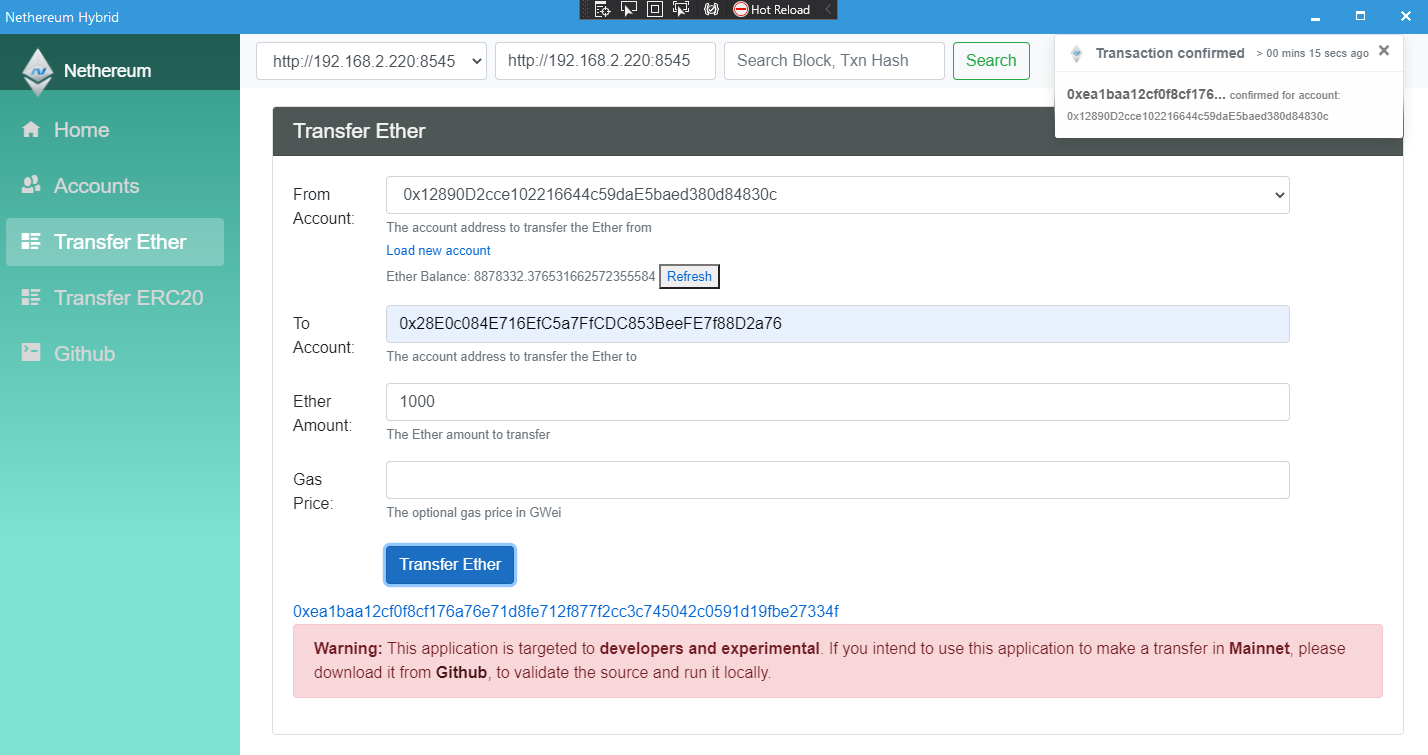 Nethereum Hybrid
Hot Reload
Nethereum
http://192.168.2.220:8545
http://192.168.2.220:8545
Search Block, Txn Hash
Search
Transaction confirmed
> 00 mins 15 secs ago
0xea1baa12cf0f8cf176... confirmed for account:
0x12890D2cce102216644c59daE5baed380d84830c
Home
Accounts
Transfer Ether
Transfer ERC20
Github
Transfer Ether
From
Account:
0x12890D2cce102216644c59daE5baed380d84830c
The account address to transfer the Ether from
Load new account
Ether Balance: 8878332.376531662572355584
Refresh
To
Account:
0x28E0c084E716EfC5a7FfCDC853BeeFE7f88D2a76
The account address to transfer the Ether to
Ether
Amount:
1000
The Ether amount to transfer
Gas
Price:
The optional gas price in GWei
Transfer Ether
0xea1baa12cf0f8cf176a76e71d8fe712f877f2cc3c745042c0591d19fbe27334f
Warning: This application is targeted to developers and experimental. If you intend to use this application to make a transfer in Mainnet, please
download it from Github, to validate the source and run it locally.